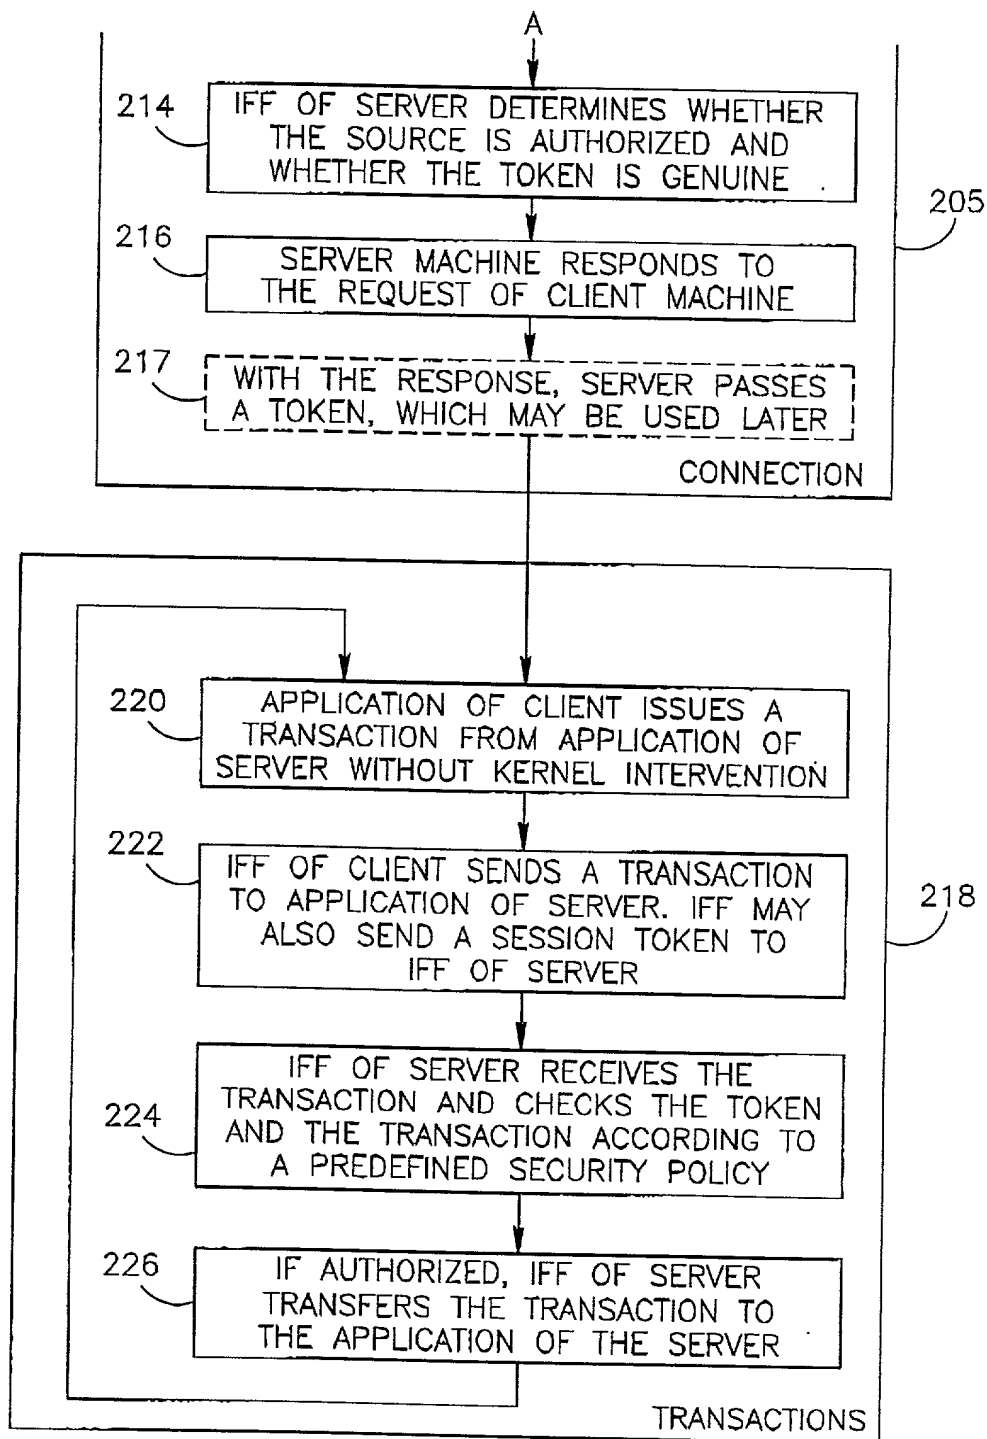 A
214
IFF OF SERVER DETERMINES WHETHER
THE SOURCE IS AUTHORIZED AND
WHETHER THE TOKEN IS GENUINE
205
216
SERVER MACHINE RESPONDS TO
THE REQUEST OF CLIENT MACHINE
217
WITH THE RESPONSE, SERVER PASSES
A TOKEN, WHICH MAY BE USED LATER
CONNECTION
220
APPLICATION OF CLIENT ISSUES A
TRANSACTION FROM APPLICATION OF
SERVER WITHOUT KERNEL INTERVENTION
222
IFF OF CLIENT SENDS A TRANSACTION
TO APPLICATION OF SERVER. IFF MAY
ALSO SEND A SESSION TOKEN TO
IFF OF SERVER
218
224
IFF OF SERVER RECEIVES THE
TRANSACTION AND CHECKS THE TOKEN
AND THE TRANSACTION ACCORDING TO
A PREDEFINED SECURITY POLICY
226
IF AUTHORIZED, IFF OF SERVER
TRANSFERS THE TRANSACTION TO
THE APPLICATION OF THE SERVER
TRANSACTIONS